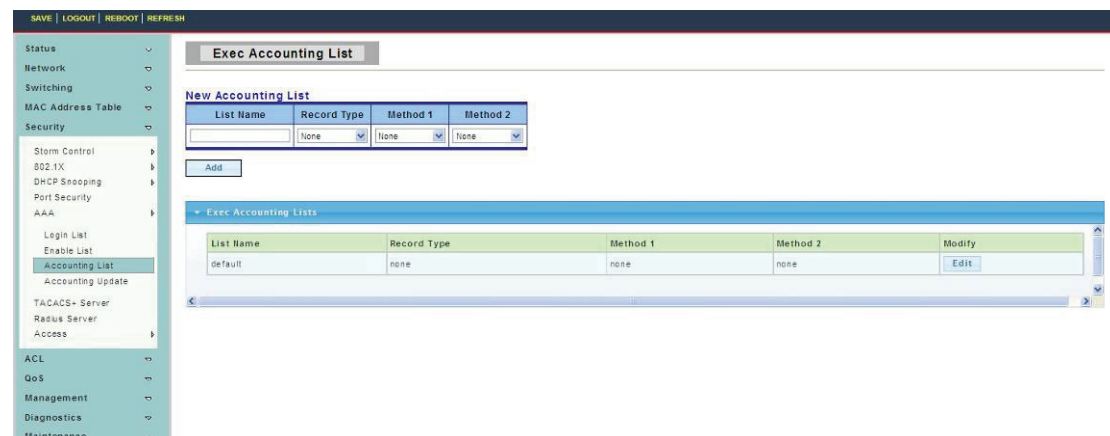 SAVE | LOGOUT | REBOOT | REFRESH
Status
Network
Switching
MAC Address Table
Security
Storm Control
802.1X
DHCP Snooping
Port Security
AAA
Login List
Enable List
Accounting List
Accounting Update
TACACS+ Server
Radius Server
Access
ACL
QoS
Management
Diagnostics
Maintenance
Exec Accounting List
New Accounting List
List Name Record Type Method 1 Method 2
None None None
Add
Exec Accounting Lists
List Name Record Type Method 1 Method 2 Modify
default none none none Edit